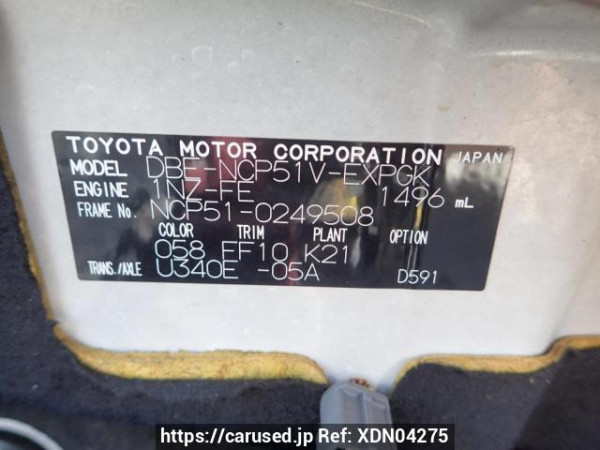 TOYOTA MOTOR CORPORATION JAPAN
MODEL DBE-NCP51V-EXPGK
ENGINE 1NZ-FE 1496 mL
FRAME No. NCP51-0249508
COLOR TRIM PLANT OPTION
058 EF10 K21
TRANS./AXLE U340E -05A D591
https://carused.jp Ref: XDN04275